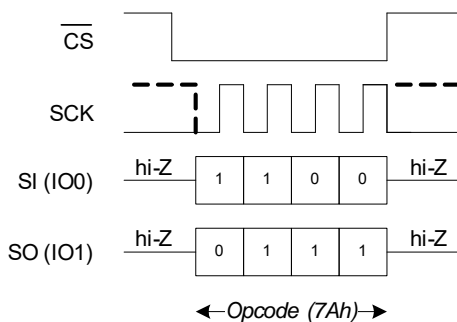 CS
SCK
hi-Z hi-Z
SI (IO0) 1 1 0 0
hi-Z hi-Z
SO (IO1) 0 1 1 1
Opcode (7Ah)